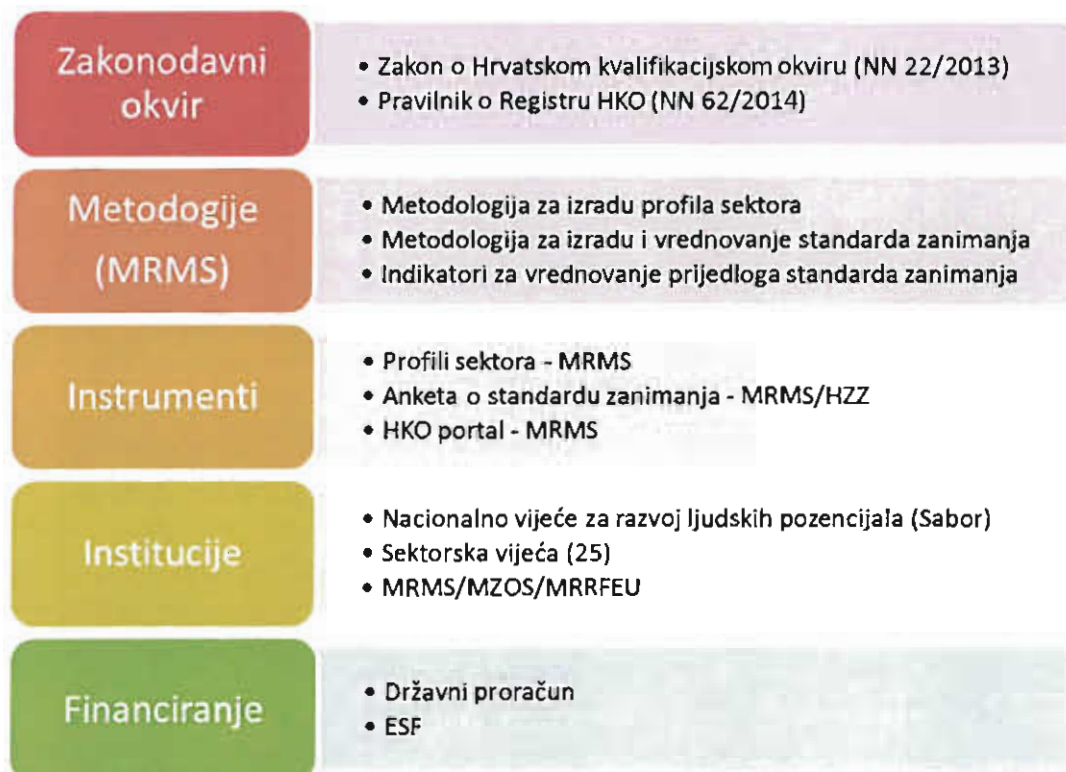 Zakonodavni
okvir
• Zakon o Hrvatskom kvalifikacijskom okviru (NN 22/2013)
• Pravilnik o Registru HKO (NN 62/2014)
Metodogije
(MRMS)
• Metodologija za izradu profila sektora
• Metodologija za izradu i vrednovanje standarda zanimanja
• Indikatori za vrednovanje prijedloga standarda zanimanja
Instrumenti
• Profili sektora - MRMS
• Anketa o standardu zanimanja - MRMS/HZZ
• HKO portal - MRMS
Institucije
• Nacionalno vijeće za razvoj ljudskih pozencijala (Sabor)
• Sektorska vijeća (25)
• MRMS/MZOS/MRRFEU
Financiranje
• Državni proračun
• ESF